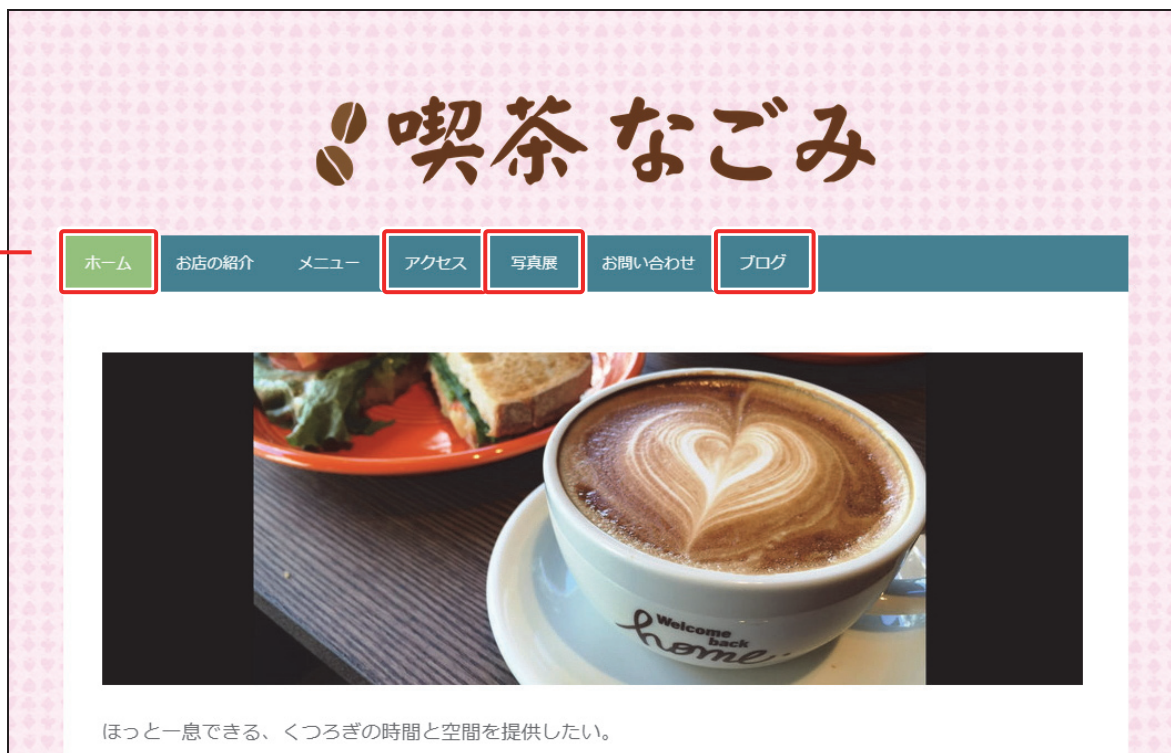 喫茶 なごみ
ホーム お店の紹介 メニュー アクセス 写真展 お問い合わせ ブログ
Welcome
back
home
ほっと一息できる、くつろぎの時間と空間を提供したい。